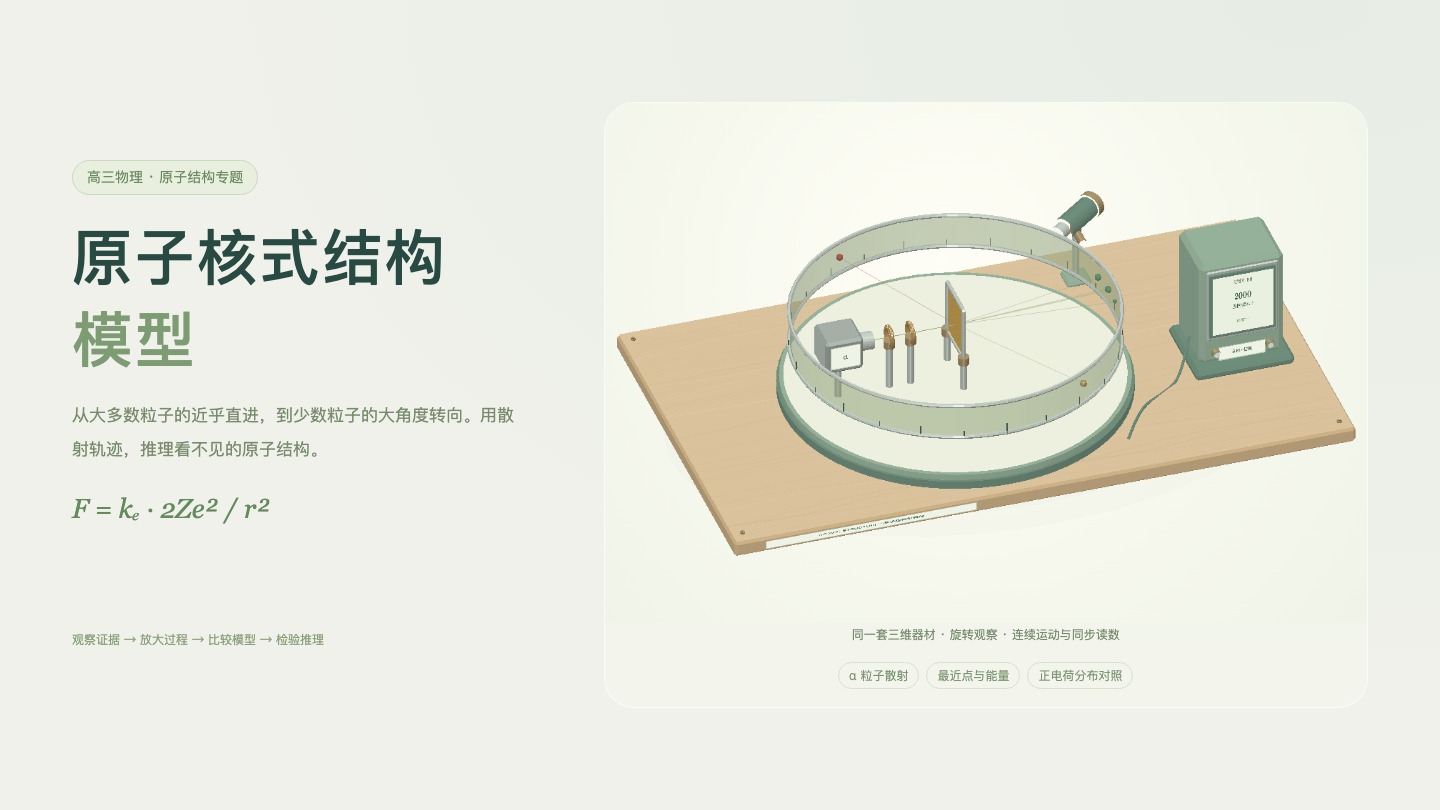 高三物理 · 原子结构专题
原子核式结构
模型
从大多数粒子的近乎直进，到少数粒子的大角度转向。用散
射轨迹，推理看不见的原子结构。
F = kₑ · 2Ze² / r²
观察证据 → 放大过程 → 比较模型 → 检验推理
α
2000
同一套三维器材 · 旋转观察 · 连续运动与同步读数
α 粒子散射
最近点与能量
正电荷分布对照